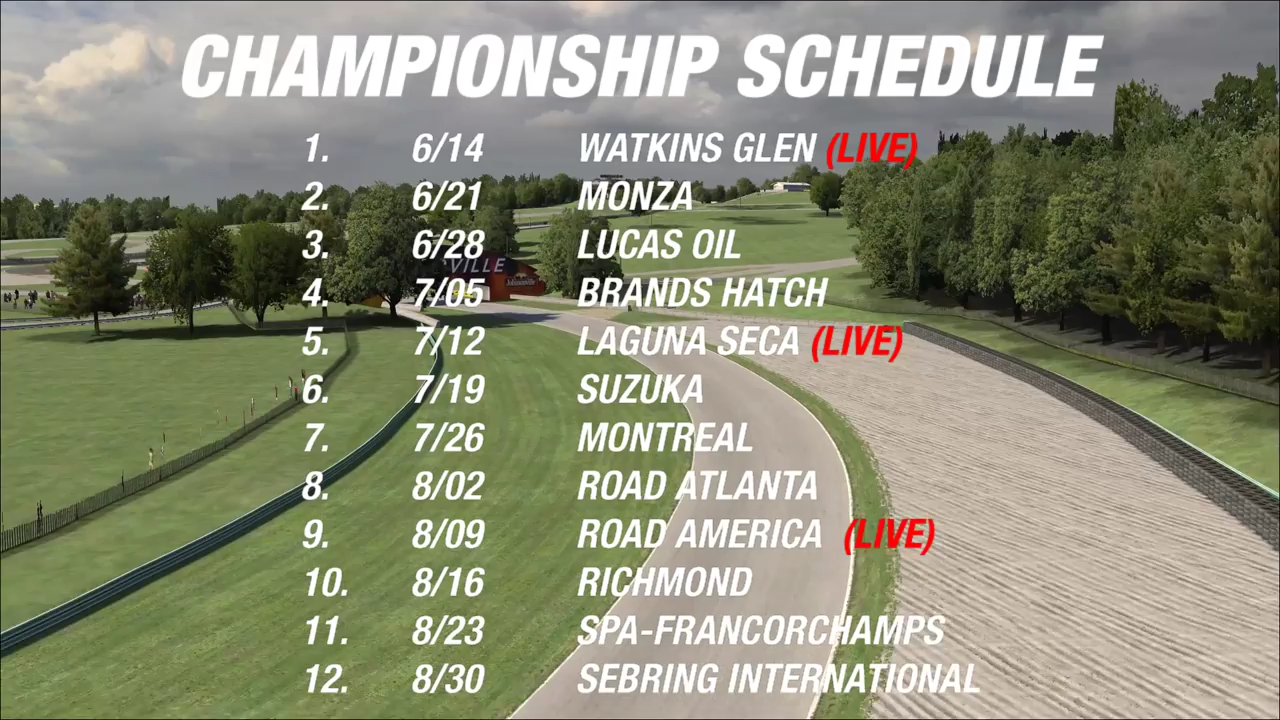 CHAMPIONSHIP SCHEDULE
1. 6/14 WATKINS GLEN (LIVE)
2. 6/21 MONZA
3. 6/28 LUCAS OIL
VILLE
4. 7/05 BRANDS HATCH
5. 7/12 LAGUNA SECA (LIVE)
6. 7/19 SUZUKA
7. 7/26 MONTREAL
8. 8/02 ROAD ATLANTA
9. 8/09 ROAD AMERICA (LIVE)
10. 8/16 RICHMOND
11. 8/23 SPA-FRANCORCHAMPS
12. 8/30 SEBRING INTERNATIONAL